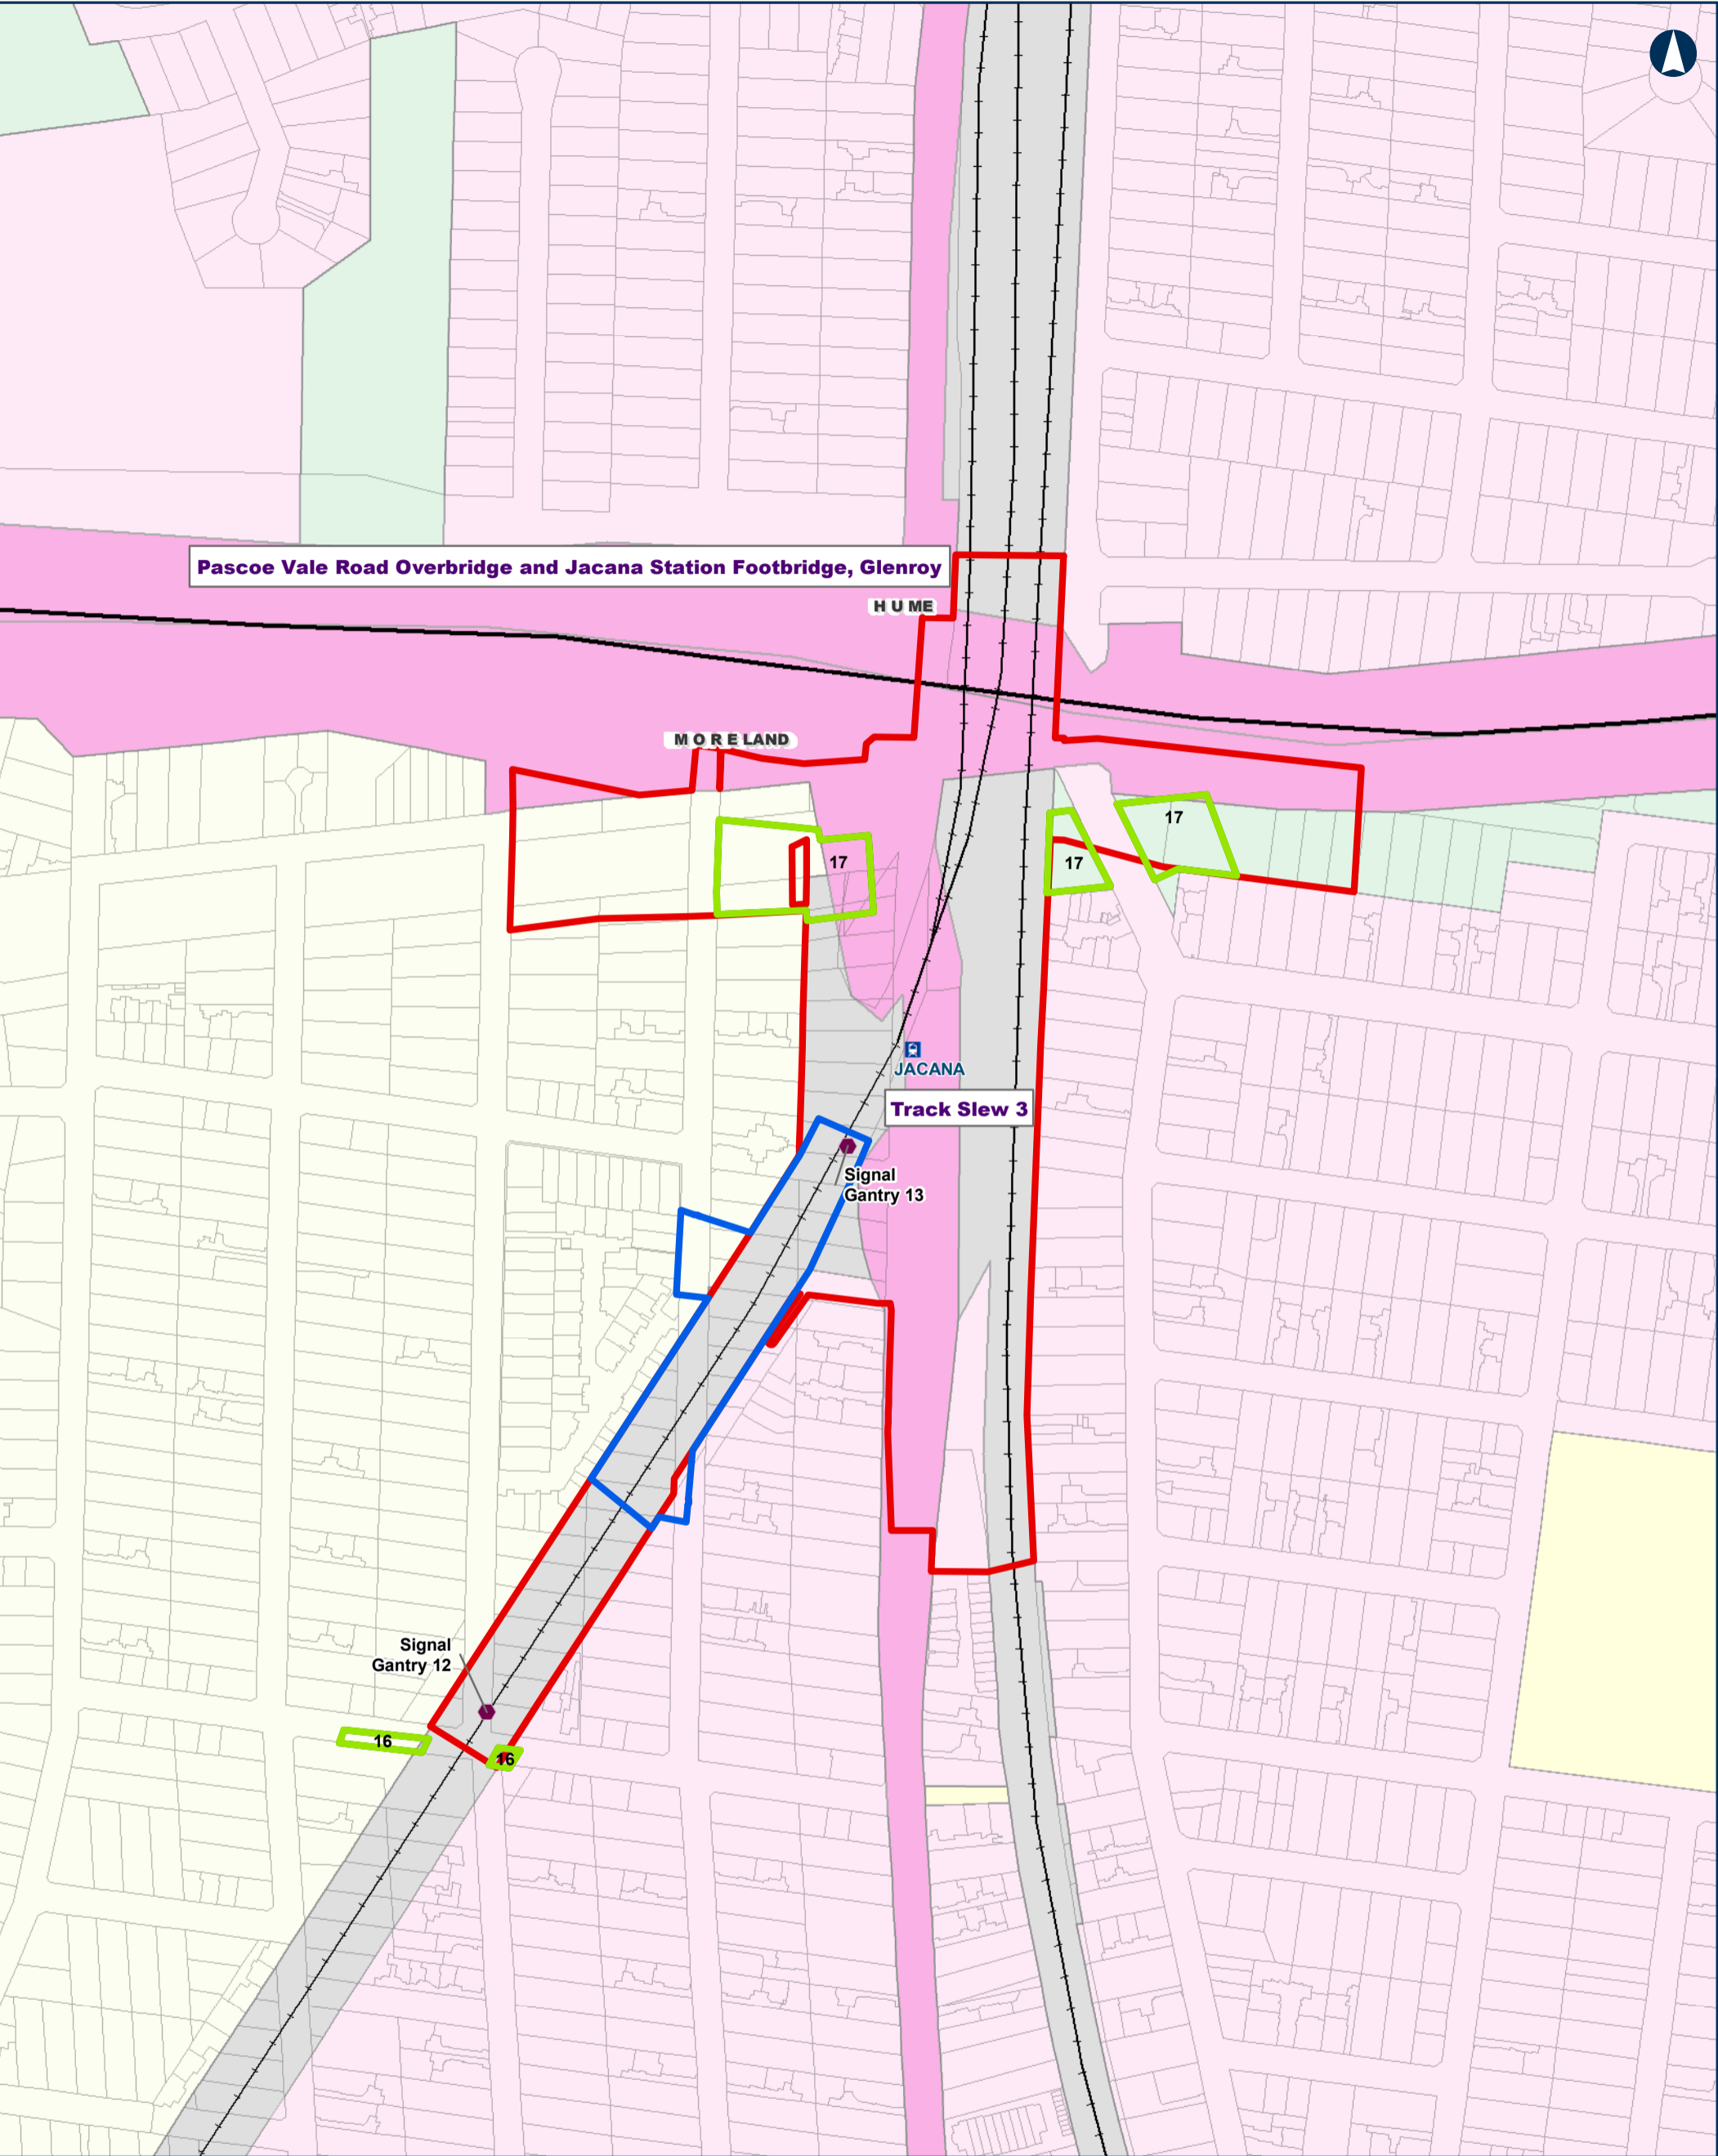 Pascoe Vale Road Overbridge and Jacana Station Footbridge, Glenroy
HUME
MORELAND
17
17
17
JACANA
Track Slew 3
Signal
Gantry 13
Signal
Gantry 12
16
16